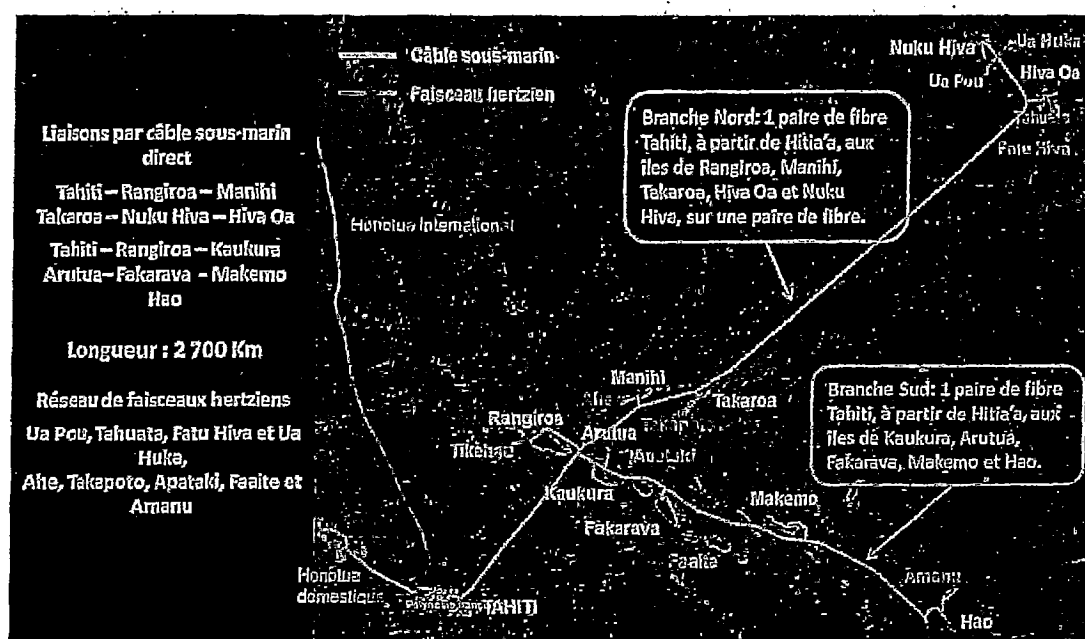 Liaisons par câble sous-marin
direct
Tahiti – Rangiroa – Manihi
Takaroa – Nuku Hiva – Hiva Oa
Tahiti – Rangiroa – Kaukura
Arutua – Fakarava - Makemo
Hao
Longueur : 2 700 Km
Réseau de faisceaux hertziens
Ua Pou, Tahuata, Fatu Hiva et Ua
Huka,
Ahe, Takapoto, Apataki, Faaite et
Amanu
Câble sous-marin
Faisceau hertzien
Honotua International
Branche Nord: 1 paire de fibre
Tahiti, à partir de Hitia'a, aux
îles de Rangiroa, Manihi,
Takaroa, Hiva Oa et Nuku
Hiva, sur une paire de fibre.
Nuku Hiva
Ua Huka
Ua Pou
Hiva Oa
Tahuata
Fatu Hiva
Branche Sud: 1 paire de fibre
Tahiti, à partir de Hitia'a, aux
îles de Kaukura, Arutua,
Fakarava, Makemo et Hao.
Manihi
Ahe
Takaroa
Rangiroa
Arutua
Tikehau
Apataki
Kaukura
Makemo
Fakarava
Faaite
Amanu
Hao
Honotua
domestique
TAHITI